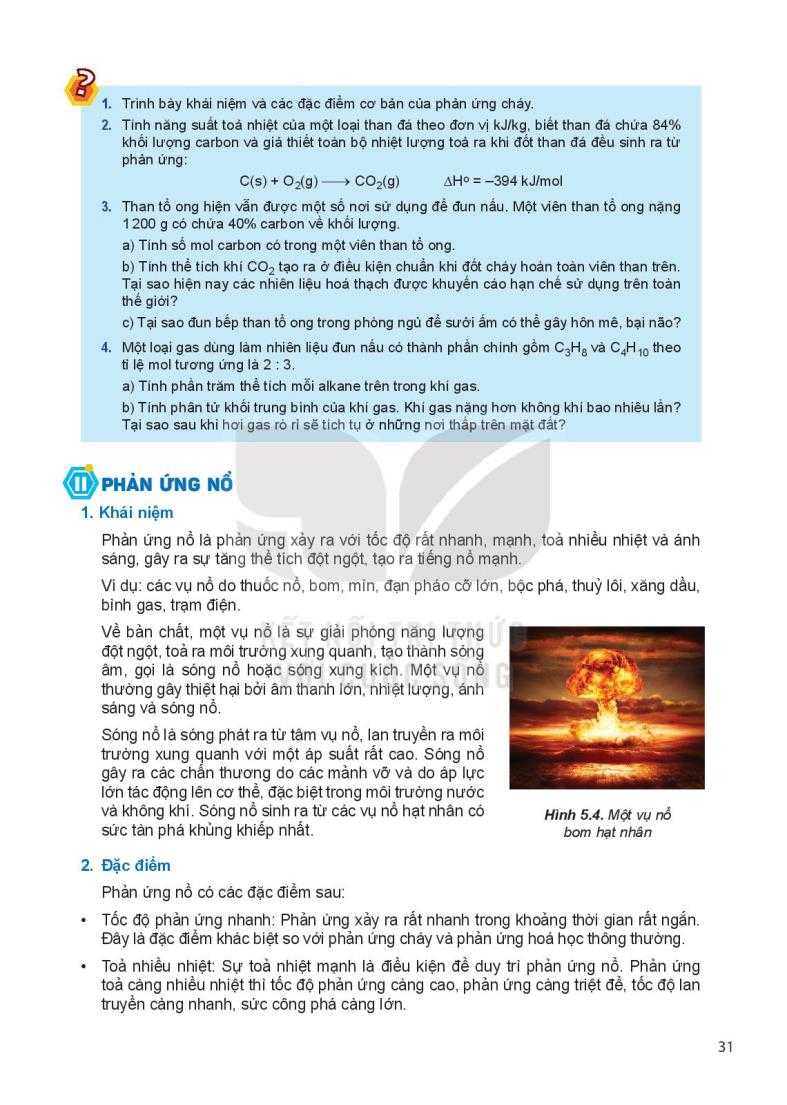 ?
1. Trình bày khái niệm và các đặc điểm cơ bản của phản ứng cháy.
2. Tính năng suất toả nhiệt của một loại than đá theo đơn vị kJ/kg, biết than đá chứa 84%
khối lượng carbon và giả thiết toàn bộ nhiệt lượng toả ra khi đốt than đá đều sinh ra từ
phản ứng:
C(s) + O₂(g) ⟶ CO₂(g) ΔHº = –394 kJ/mol
3. Than tổ ong hiện vẫn được một số nơi sử dụng để đun nấu. Một viên than tổ ong nặng
1 200 g có chứa 40% carbon về khối lượng.
a) Tính số mol carbon có trong một viên than tổ ong.
b) Tính thể tích khí CO₂ tạo ra ở điều kiện chuẩn khi đốt cháy hoàn toàn viên than trên.
Tại sao hiện nay các nhiên liệu hoá thạch được khuyến cáo hạn chế sử dụng trên toàn
thế giới?
c) Tại sao đun bếp than tổ ong trong phòng ngủ để sưởi ấm có thể gây hôn mê, bại não?
4. Một loại gas dùng làm nhiên liệu đun nấu có thành phần chính gồm C₃H₈ và C₄H₁₀ theo
tỉ lệ mol tương ứng là 2 : 3.
a) Tính phần trăm thể tích mỗi alkane trên trong khí gas.
b) Tính phân tử khối trung bình của khí gas. Khí gas nặng hơn không khí bao nhiêu lần?
Tại sao sau khi hơi gas rò rỉ sẽ tích tụ ở những nơi thấp trên mặt đất?
II PHẢN ỨNG NỔ
1. Khái niệm
Phản ứng nổ là phản ứng xảy ra với tốc độ rất nhanh, mạnh, toả nhiều nhiệt và ánh
sáng, gây ra sự tăng thể tích đột ngột, tạo ra tiếng nổ mạnh.
Ví dụ: các vụ nổ do thuốc nổ, bom, mìn, đạn pháo cỡ lớn, bộc phá, thuỷ lôi, xăng dầu,
bình gas, trạm điện.
Về bản chất, một vụ nổ là sự giải phóng năng lượng
đột ngột, toả ra môi trường xung quanh, tạo thành sóng
âm, gọi là sóng nổ hoặc sóng xung kích. Một vụ nổ
thường gây thiệt hại bởi âm thanh lớn, nhiệt lượng, ánh
sáng và sóng nổ.
Sóng nổ là sóng phát ra từ tâm vụ nổ, lan truyền ra môi
trường xung quanh với một áp suất rất cao. Sóng nổ
gây ra các chấn thương do các mảnh vỡ và do áp lực
lớn tác động lên cơ thể, đặc biệt trong môi trường nước
và không khí. Sóng nổ sinh ra từ các vụ nổ hạt nhân có
sức tàn phá khủng khiếp nhất.
Hình 5.4. Một vụ nổ
bom hạt nhân
KẾT NỐI TRI THỨC
VỚI CUỘC SỐNG
2. Đặc điểm
Phản ứng nổ có các đặc điểm sau:
• Tốc độ phản ứng nhanh: Phản ứng xảy ra rất nhanh trong khoảng thời gian rất ngắn.
Đây là đặc điểm khác biệt so với phản ứng cháy và phản ứng hoá học thông thường.
• Toả nhiều nhiệt: Sự toả nhiệt mạnh là điều kiện để duy trì phản ứng nổ. Phản ứng
toả càng nhiều nhiệt thì tốc độ phản ứng càng cao, phản ứng càng triệt để, tốc độ lan
truyền càng nhanh, sức công phá càng lớn.
31